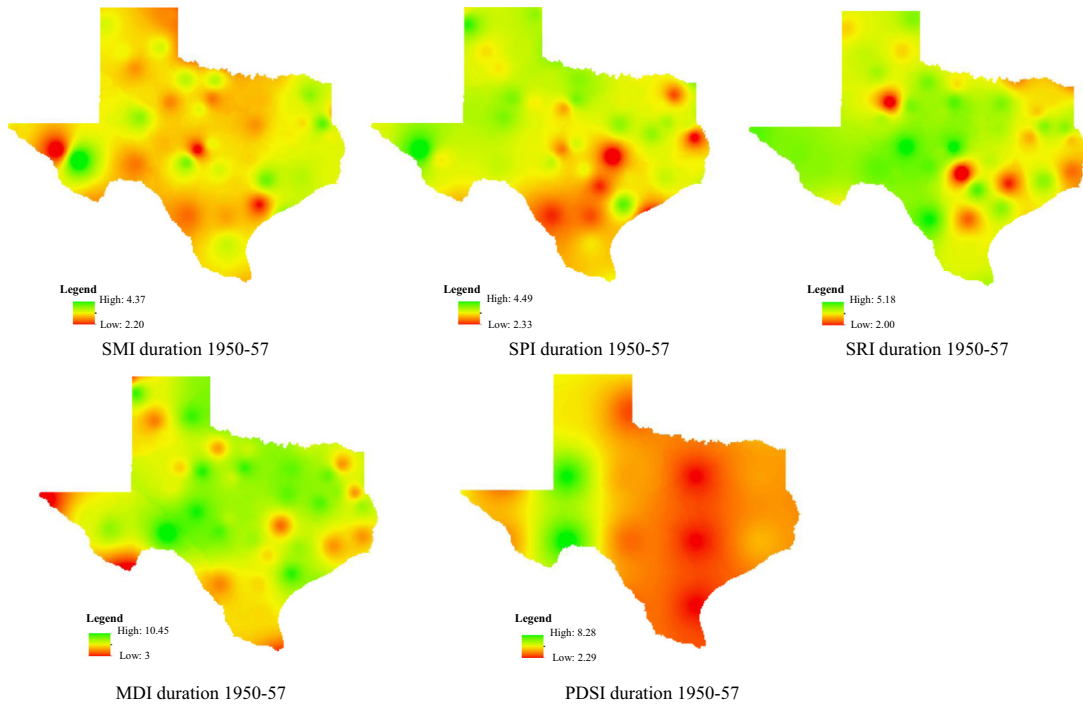 Legend
High: 4.37
Low: 2.20
SMI duration 1950-57
Legend
High: 4.49
Low: 2.33
SPI duration 1950-57
Legend
High: 5.18
Low: 2.00
SRI duration 1950-57
Legend
High: 10.45
Low: 3
MDI duration 1950-57
Legend
High: 8.28
Low: 2.29
PDSI duration 1950-57